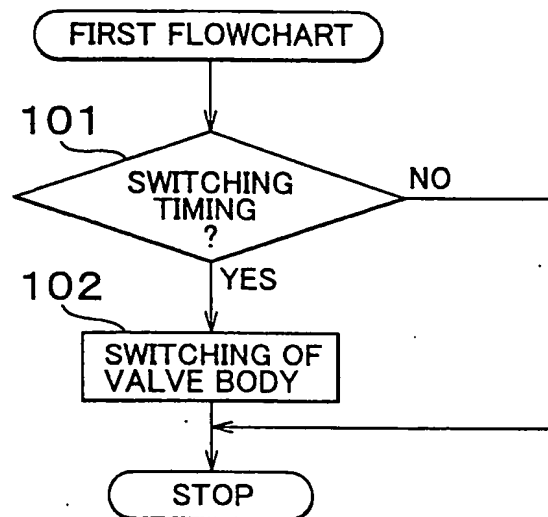 FIRST FLOWCHART
101
SWITCHING
TIMING
?
NO
YES
102
SWITCHING OF
VALVE BODY
STOP